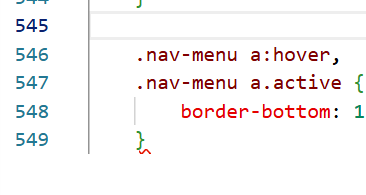 544 }
545
546 .nav-menu a:hover,
547 .nav-menu a.active {
548 border-bottom: 1
549 }